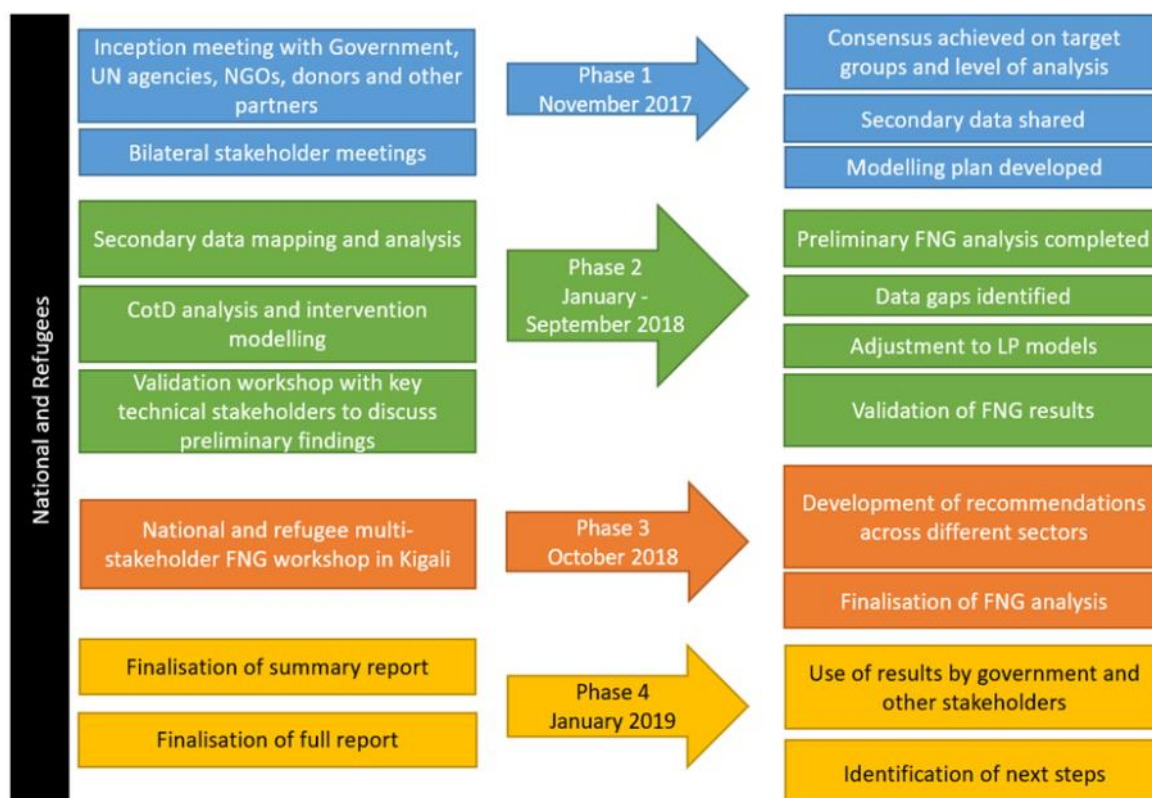 National and Refugees
Inception meeting with Government,
UN agencies, NGOs, donors and other
partners
Bilateral stakeholder meetings
Phase 1
November 2017
Consensus achieved on target
groups and level of analysis
Secondary data shared
Modelling plan developed
Secondary data mapping and analysis
CotD analysis and intervention
modelling
Validation workshop with key
technical stakeholders to discuss
preliminary findings
Phase 2
January -
September 2018
Preliminary FNG analysis completed
Data gaps identified
Adjustment to LP models
Validation of FNG results
National and refugee multi-
stakeholder FNG workshop in Kigali
Phase 3
October 2018
Development of recommendations
across different sectors
Finalisation of FNG analysis
Finalisation of summary report
Finalisation of full report
Phase 4
January 2019
Use of results by government and
other stakeholders
Identification of next steps